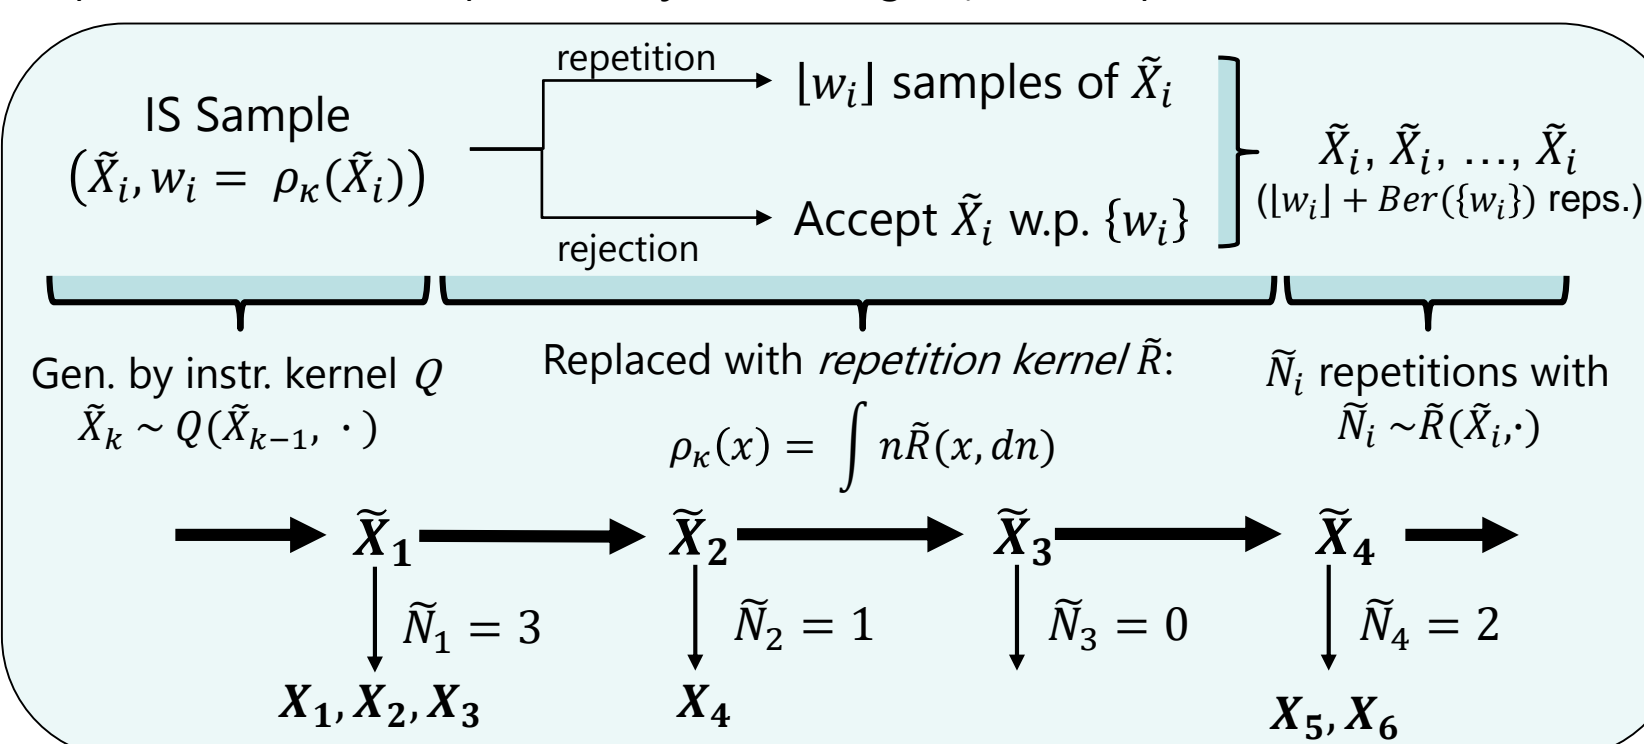 repetition
⌊wᵢ⌋ samples of X̃ᵢ
IS Sample
(X̃ᵢ, wᵢ = ρ_κ(X̃ᵢ))
rejection
Accept X̃ᵢ w.p. {wᵢ}
X̃ᵢ, X̃ᵢ, …, X̃ᵢ
(⌊wᵢ⌋ + Ber({wᵢ}) reps.)
Gen. by instr. kernel Q
X̃ₖ ~ Q(X̃ₖ₋₁, ·)
Replaced with repetition kernel R̃:
ρ_κ(x) = ∫ nR̃(x, dn)
Ñᵢ repetitions with
Ñᵢ ~R̃(X̃ᵢ,·)
X̃₁ X̃₂ X̃₃ X̃₄
Ñ₁ = 3 Ñ₂ = 1 Ñ₃ = 0 Ñ₄ = 2
X₁, X₂, X₃ X₄ X₅, X₆